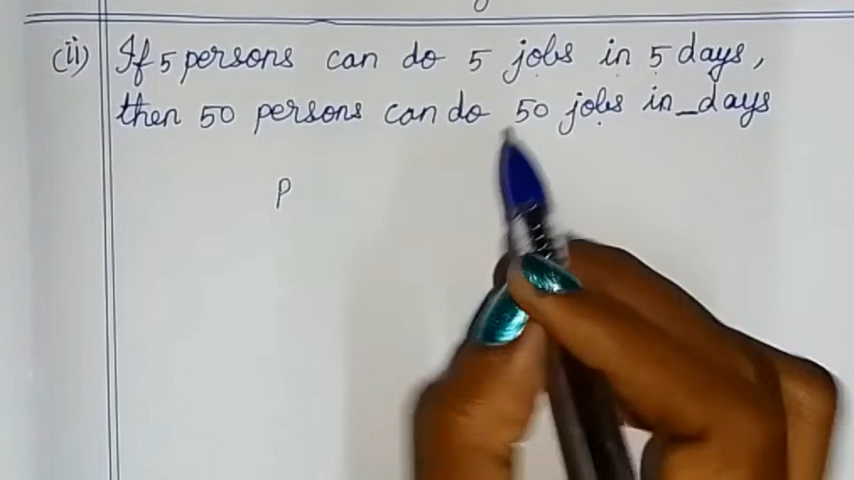 (ii) If 5 persons can do 5 jobs in 5 days,
then 50 persons can do 50 jobs in _ days
P